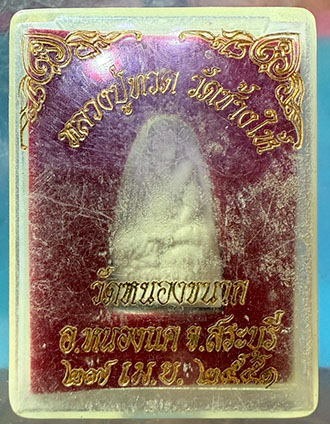 หลวงปู่ทวด วัดช้างให้
วัดหนองขนาก
อ.หนองแค จ.สระบุรี
๒๗ เม.ย. ๒๕๕๑